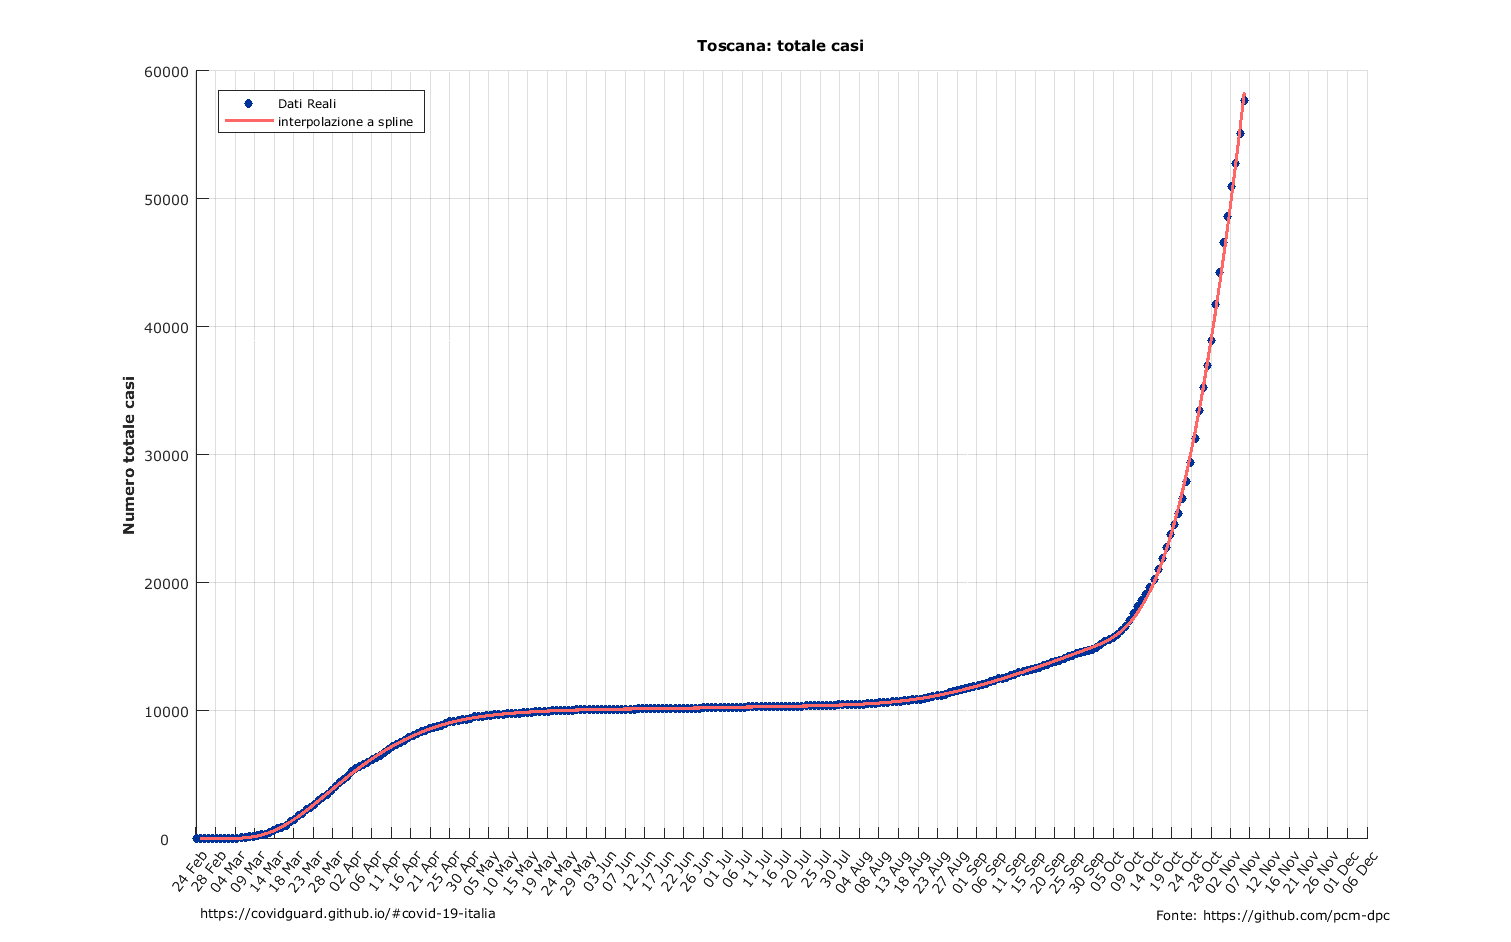 Toscana: totale casi
60000
50000
40000
30000
20000
10000
0
Numero totale casi
Dati Reali
interpolazione a spline
24 Feb
28 Feb
04 Mar
09 Mar
14 Mar
18 Mar
23 Mar
28 Mar
02 Apr
06 Apr
11 Apr
16 Apr
21 Apr
25 Apr
30 Apr
05 May
10 May
15 May
19 May
24 May
29 May
03 Jun
07 Jun
12 Jun
17 Jun
22 Jun
26 Jun
01 Jul
06 Jul
11 Jul
16 Jul
20 Jul
25 Jul
30 Jul
04 Aug
08 Aug
13 Aug
18 Aug
23 Aug
27 Aug
01 Sep
06 Sep
11 Sep
15 Sep
20 Sep
25 Sep
30 Sep
05 Oct
09 Oct
14 Oct
19 Oct
24 Oct
28 Oct
02 Nov
07 Nov
12 Nov
16 Nov
21 Nov
26 Nov
01 Dec
06 Dec
https://covidguard.github.io/#covid-19-italia
Fonte: https://github.com/pcm-dpc